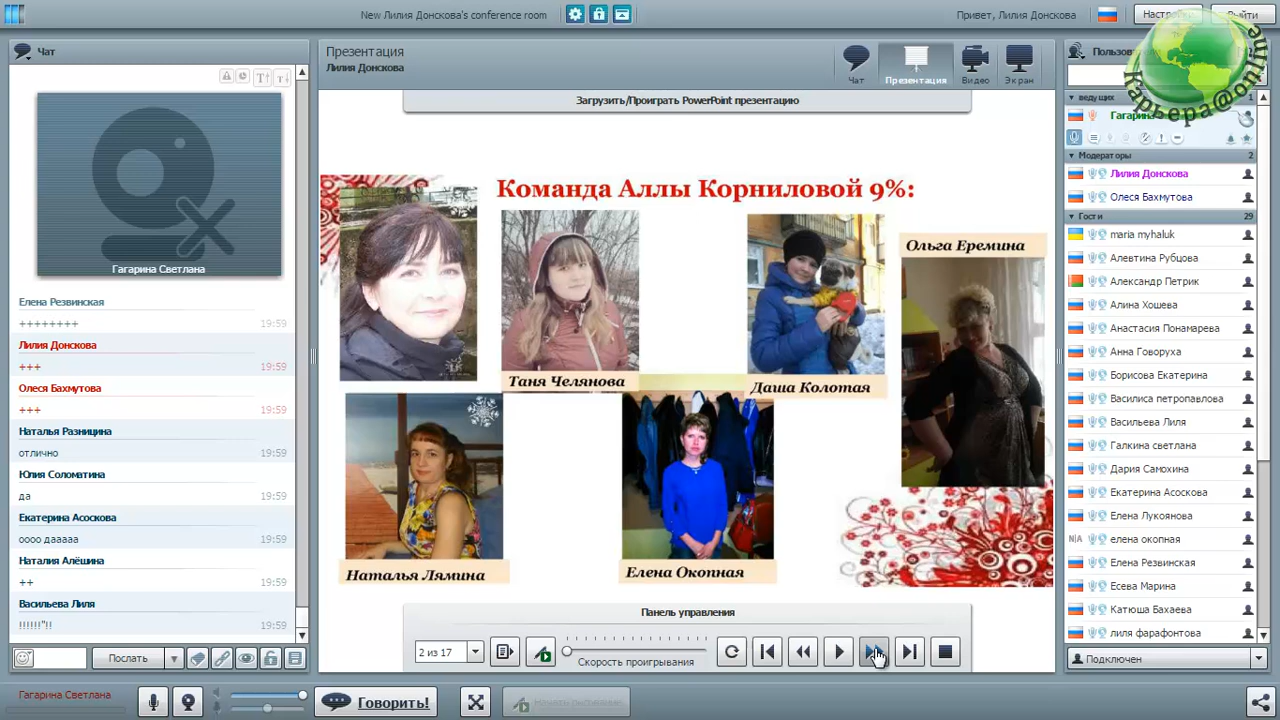 New Лилия Донскова's conference room
Привет, Лилия Донскова
Выйти
карьера@online
Чат
Елена Резвинская
++++++++ 19:59
Лилия Донскова
+++ 19:59
Олеся Бахмутова
+++ 19:59
Наталья Разницина
отлично 19:59
Юлия Соломатина
да 19:59
Екатерина Асоскова
оооо дааааа 19:59
Наталия Алёшина
++ 19:59
Васильева Лиля
!!!!!!"!! 19:59
Гагарина Светлана
Послать
Презентация
Лилия Донскова
Чат
Презентация
Видео
Экран
Загрузить/Проиграть PowerPoint презентацию
Команда Аллы Корниловой 9%:
Таня Челянова
Даша Колотая
Ольга Еремина
Наталья Лямина
Елена Окопная
Панель управления
2 из 17
Скорость проигрывания
ведущих 1
Модераторы 2
Лилия Донскова
Олеся Бахмутова
Гости 29
maria myhaluk
Алевтина Рубцова
Александр Петрик
Алина Хошева
Анастасия Понамарева
Анна Говоруха
Борисова Екатерина
Василиса петропавлова
Васильева Лиля
Галкина светлана
Дария Самохина
Екатерина Асоскова
Елена Лукоянова
N|A елена окопная
Елена Резвинская
Есева Марина
Катюша Бахаева
лиля фарафонтова
Подключен
Гагарина Светлана
Говорить!